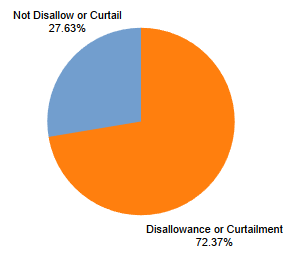 Not Disallow or Curtail
27.63%
Disallowance or Curtailment
72.37%